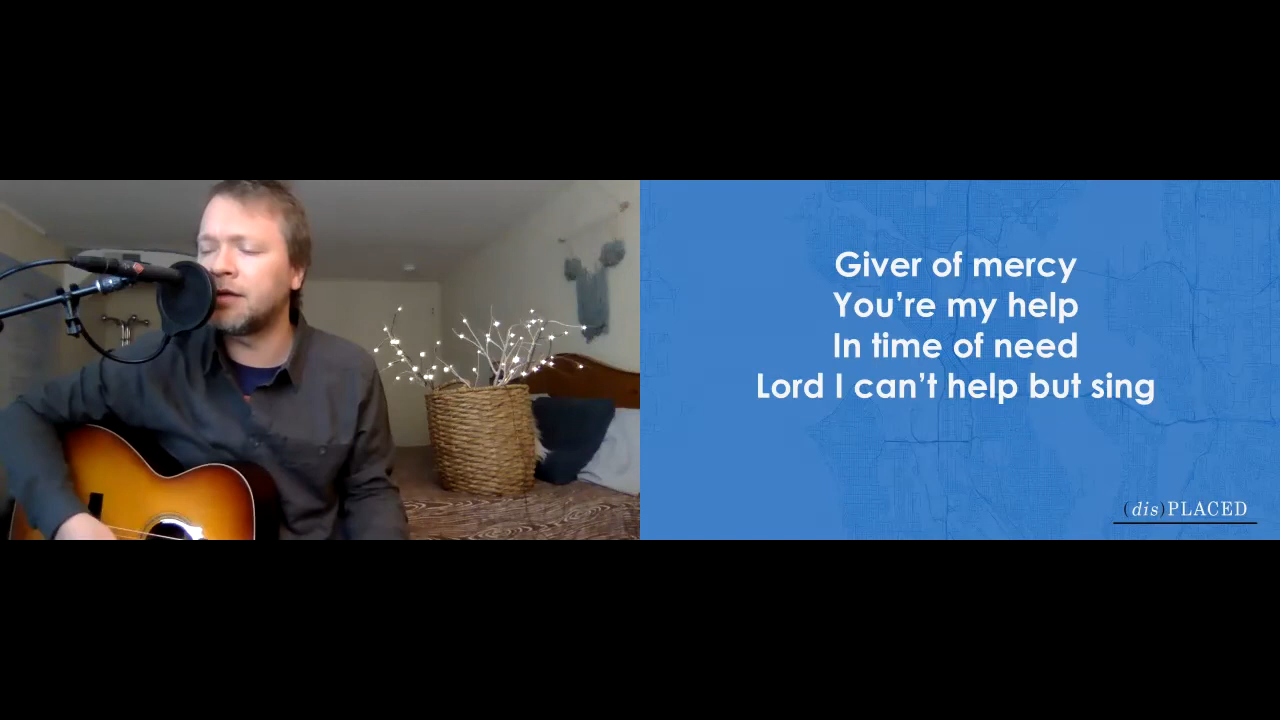 Giver of mercy
You’re my help
In time of need
Lord I can’t help but sing
(dis)PLACED